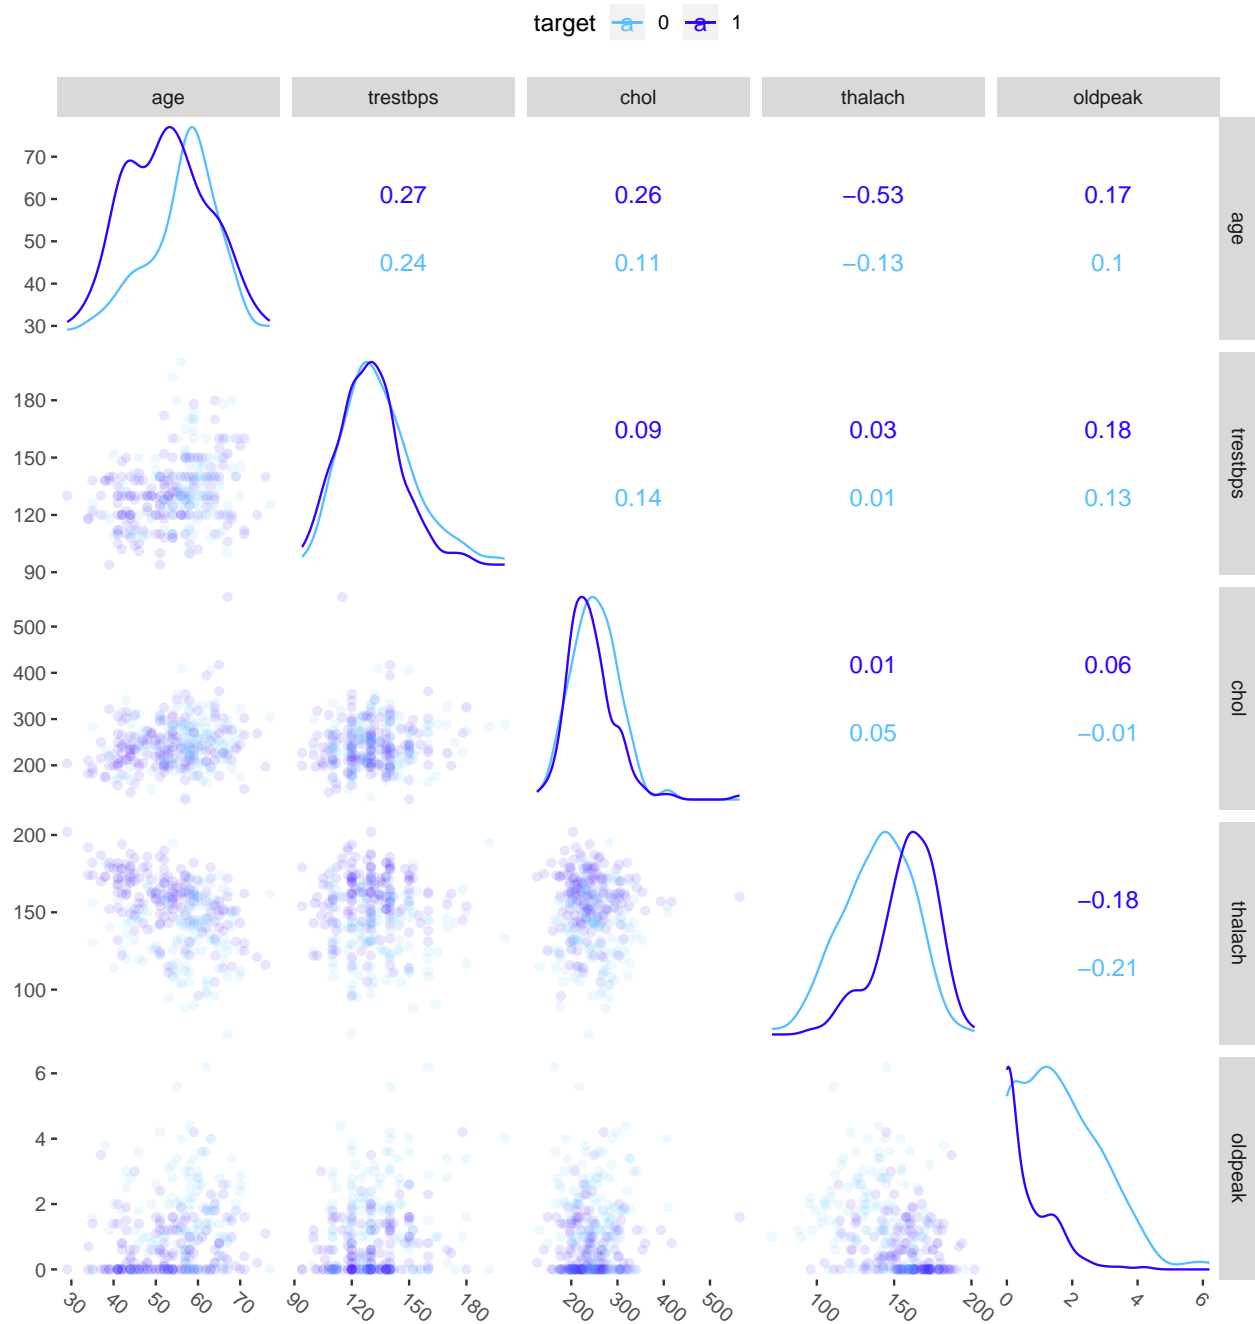 target a 0 a 1
age trestbps chol thalach oldpeak
70
60
50
40
30
0.27 0.26 −0.53 0.17
0.24 0.11 −0.13 0.1
age
180
150
120
90
0.09 0.03 0.18
0.14 0.01 0.13
trestbps
500
400
300
200
0.01 0.06
0.05 −0.01
chol
200
150
100
−0.18
−0.21
thalach
6
4
2
0
oldpeak
30 40 50 60 70 90 120 150 180 200 300 400 500 100 150 200 0 2 4 6